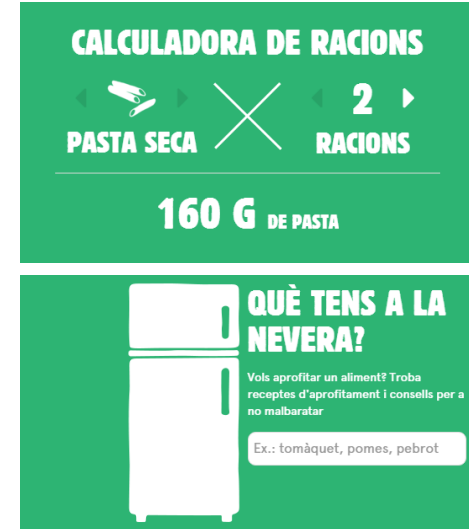 CALCULADORA DE RACIONS
2
PASTA SECA
RACIONS
160 G DE PASTA
QUÈ TENS A LA
NEVERA?
Vols aprofitar un aliment? Troba
receptes d'aprofitament i consells per a
no malbaratar
Ex.: tomàquet, pomes, pebrot